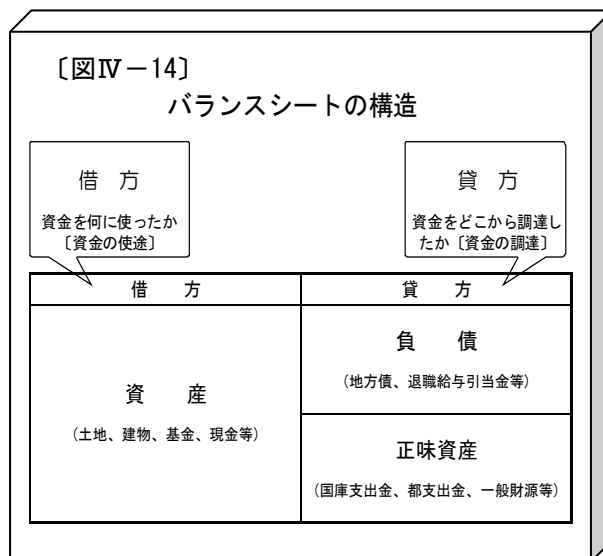 〔図Ⅳ－14〕
バランスシートの構造
借　方
資金を何に使ったか
〔資金の使途〕
貸　方
資金をどこから調達し
たか〔資金の調達〕
借　　方
貸　　方
資　　産
（土地、建物、基金、現金等）
負　　債
（地方債、退職給与引当金等）
正味資産
（国庫支出金、都支出金、一般財源等）